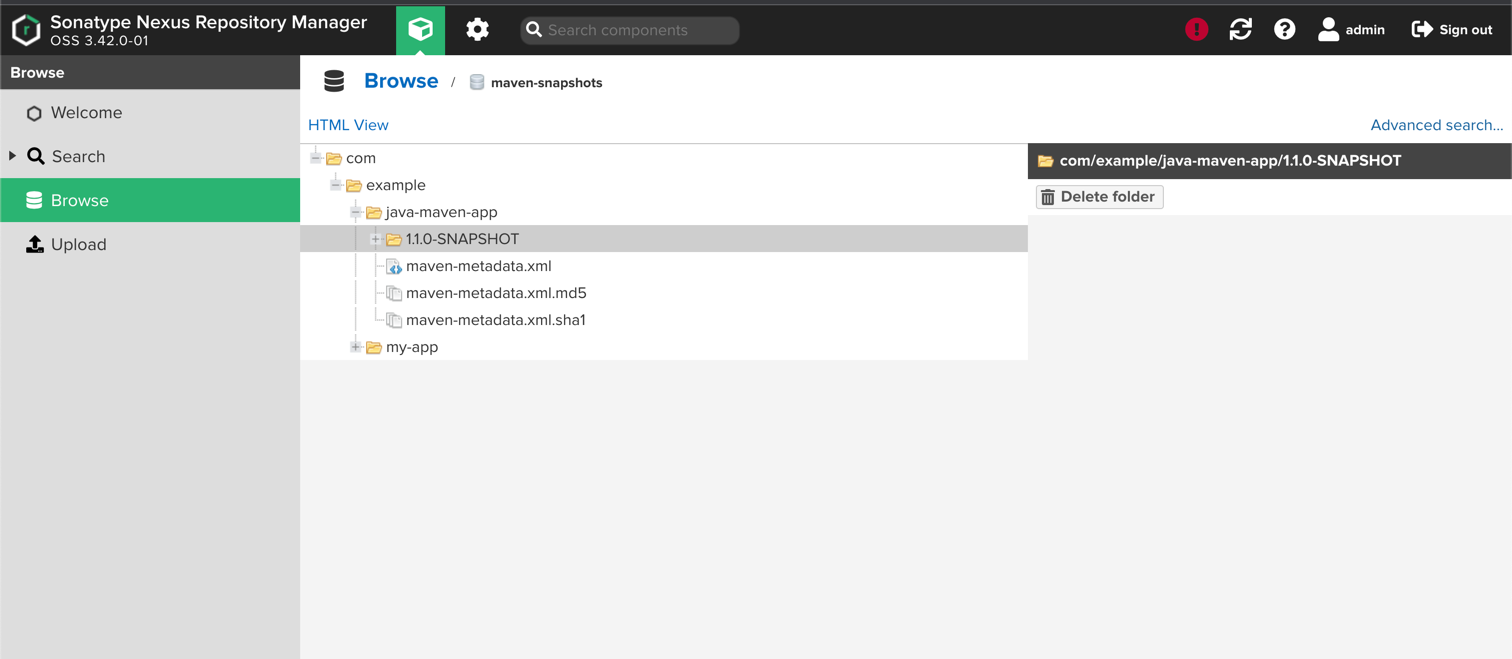 Sonatype Nexus Repository Manager
OSS 3.42.0-01
Search components
admin
Sign out
Browse
Welcome
Search
Browse
Upload
Browse / maven-snapshots
HTML View
Advanced search...
com
example
java-maven-app
1.1.0-SNAPSHOT
maven-metadata.xml
maven-metadata.xml.md5
maven-metadata.xml.sha1
my-app
com/example/java-maven-app/1.1.0-SNAPSHOT
Delete folder